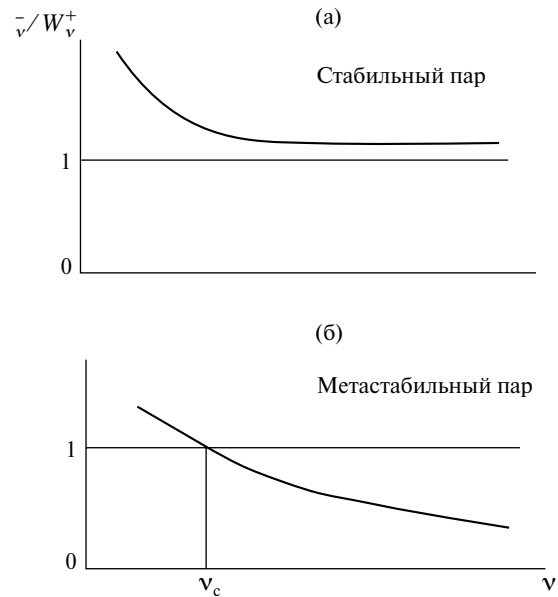 ν⁻/W⁺ν
(а)
Стабильный пар
1
0
(б)
Метастабильный пар
1
0
νc
ν